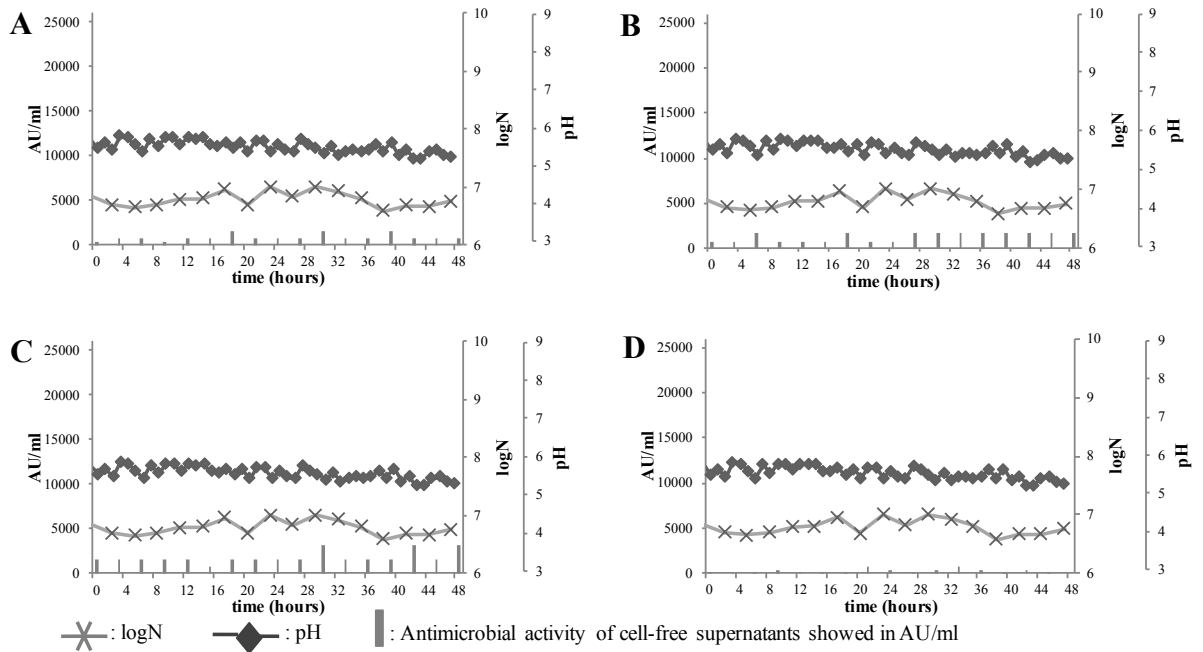 A
25000
20000
15000
10000
5000
0
AU/ml
0 4 8 12 16 20 24 28 32 36 40 44 48
time (hours)
10
9
8
7
6
logN
9
8
7
6
5
4
3
pH
B
25000
20000
15000
10000
5000
0
AU/ml
0 4 8 12 16 20 24 28 32 36 40 44 48
time (hours)
10
9
8
7
6
logN
9
8
7
6
5
4
3
pH
C
25000
20000
15000
10000
5000
0
AU/ml
0 4 8 12 16 20 24 28 32 36 40 44 48
time (hours)
10
9
8
7
6
logN
9
8
7
6
5
4
3
pH
D
25000
20000
15000
10000
5000
0
AU/ml
0 4 8 12 16 20 24 28 32 36 40 44 48
time (hours)
10
9
8
7
6
logN
9
8
7
6
5
4
3
pH
: logN : pH : Antimicrobial activity of cell-free supernatants showed in AU/ml